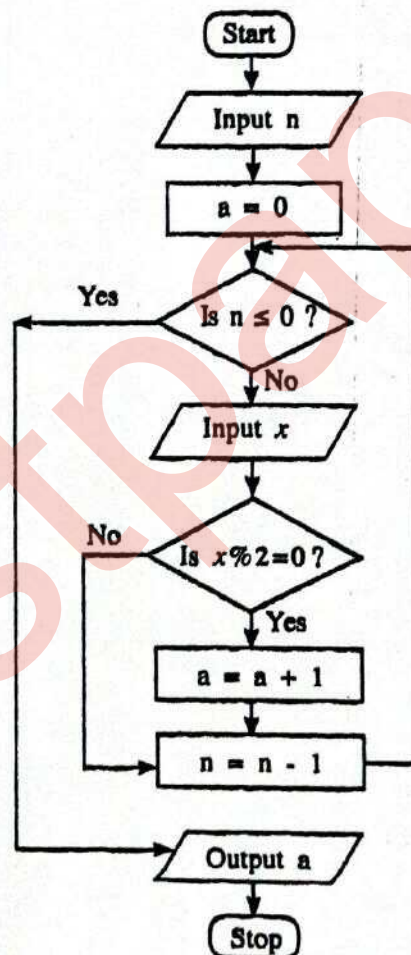 Start
Input n
a = 0
Yes
Is n ≤ 0 ?
No
Input x
No
Is x%2=0 ?
Yes
a = a + 1
n = n - 1
Output a
Stop